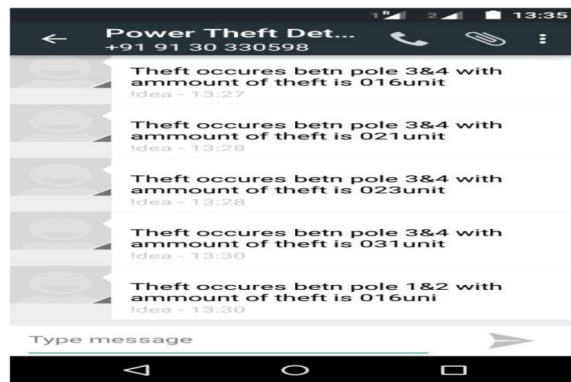 1 R 2 13:35
Power Theft Det...
+91 91 30 330598
Theft occures betn pole 3&4 with
ammount of theft is 016unit
!dea - 13:27
Theft occures betn pole 3&4 with
ammount of theft is 021unit
!dea - 13:28
Theft occures betn pole 3&4 with
ammount of theft is 023unit
!dea - 13:28
Theft occures betn pole 3&4 with
ammount of theft is 031unit
!dea - 13:30
Theft occures betn pole 1&2 with
ammount of theft is 016uni
!dea - 13:30
Type message